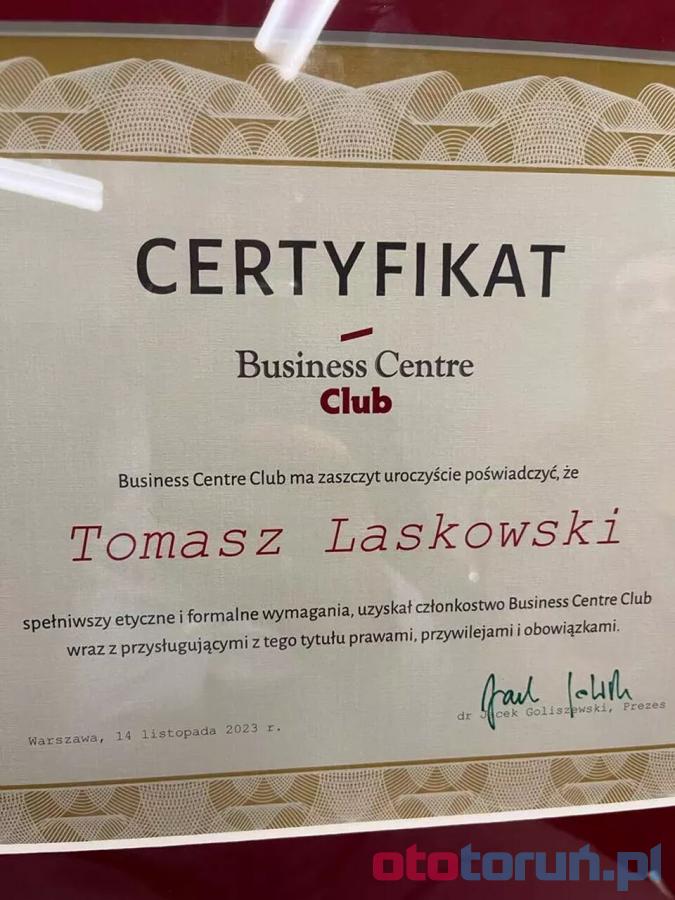 CERTYFIKAT
Business Centre
Club
Business Centre Club ma zaszczyt uroczyście poświadczyć, że
Tomasz Laskowski
spełniwszy etyczne i formalne wymagania, uzyskał członkostwo Business Centre Club
wraz z przysługującymi z tego tytułu prawami, przywilejami i obowiązkami.
dr Jacek Goliszewski, Prezes
Warszawa, 14 listopada 2023 r.
ototoruń.pl